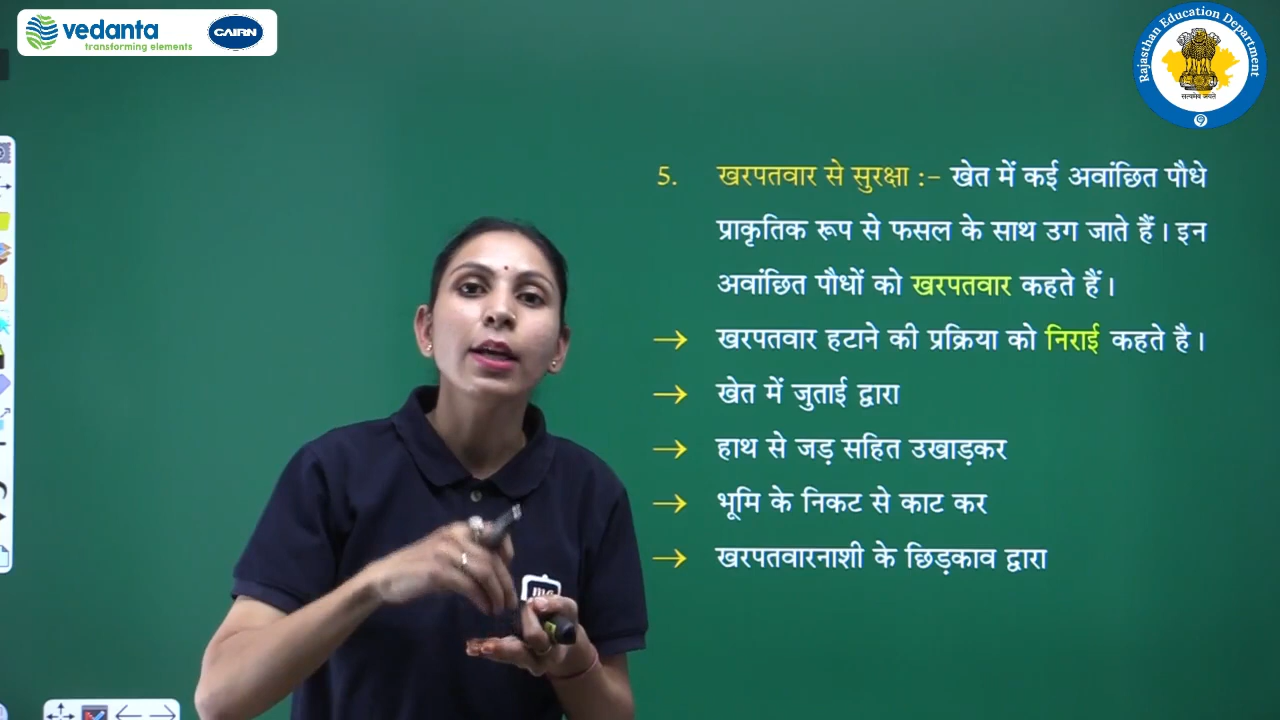 vedanta
transforming elements
CAIRN
Rajasthan Education Department
सत्यमेव जयते
5. खरपतवार से सुरक्षा :– खेत में कई अवांछित पौधे
प्राकृतिक रूप से फसल के साथ उग जाते हैं। इन
अवांछित पौधों को खरपतवार कहते हैं।
→ खरपतवार हटाने की प्रक्रिया को निराई कहते है।
→ खेत में जुताई द्वारा
→ हाथ से जड़ सहित उखाड़कर
→ भूमि के निकट से काट कर
→ खरपतवारनाशी के छिड़काव द्वारा